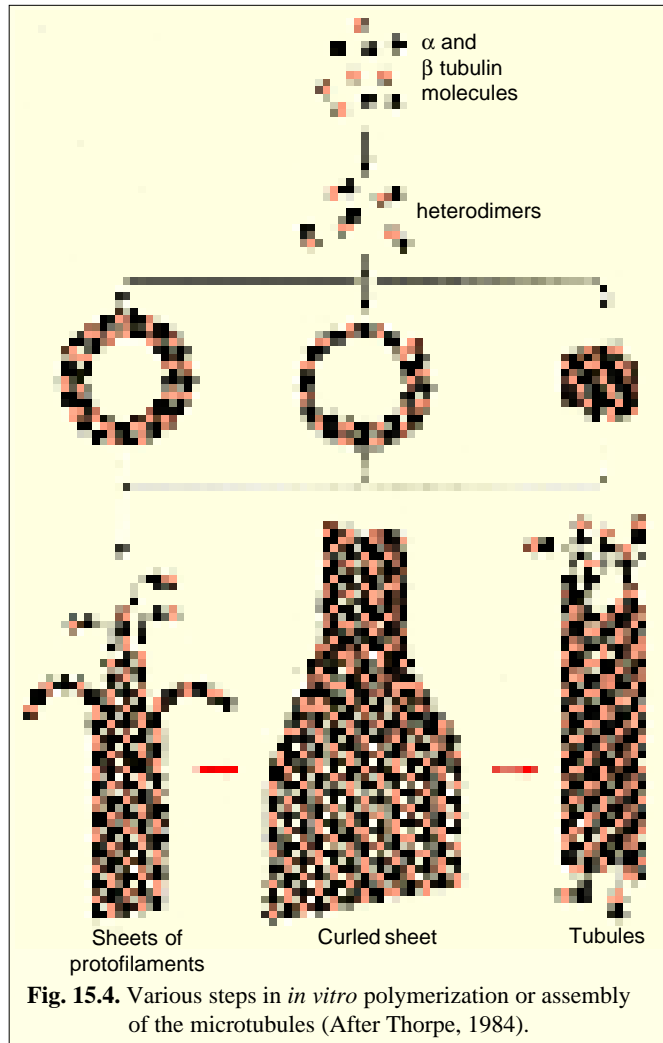 α and
β tubulin
molecules
heterodimers
Sheets of
protofilaments
Curled sheet
Tubules
Fig. 15.4. Various steps in in vitro polymerization or assembly
of the microtubules (After Thorpe, 1984).